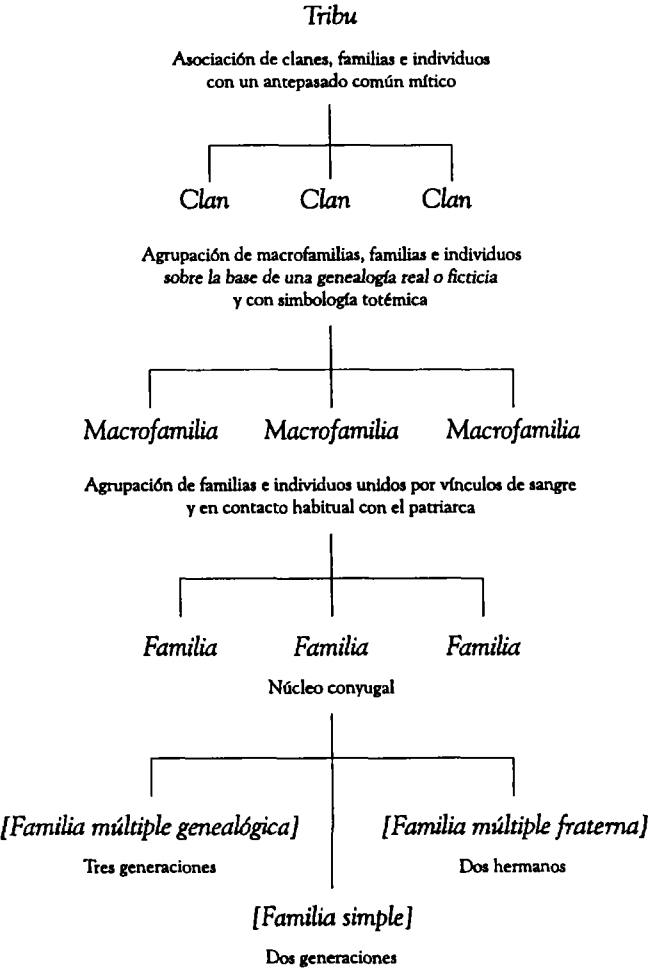 Tribu
Asociación de clanes, familias e individuos
con un antepasado común mítico
Clan Clan Clan
Agrupación de macrofamilias, familias e individuos
sobre la base de una genealogía real o ficticia
y con simbología totémica
Macrofamilia Macrofamilia Macrofamilia
Agrupación de familias e individuos unidos por vínculos de sangre
y en contacto habitual con el patriarca
Familia Familia Familia
Núcleo conyugal
[Familia múltiple genealógica] [Familia múltiple fraterna]
Tres generaciones Dos hermanos
[Familia simple]
Dos generaciones